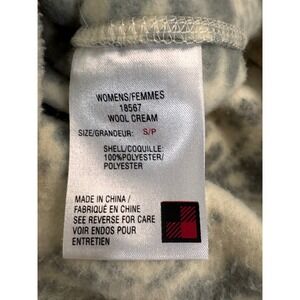 WOMENS/FEMMES
18567
WOOL CREAM
SIZE/GRANDEUR: S/P
SHELL/COQUILLE:
100%POLYESTER/
POLYESTER
MADE IN CHINA/
FABRIQUÉ EN CHINE
SEE REVERSE FOR CARE
VOIR ENDOS POUR
ENTRETIEN